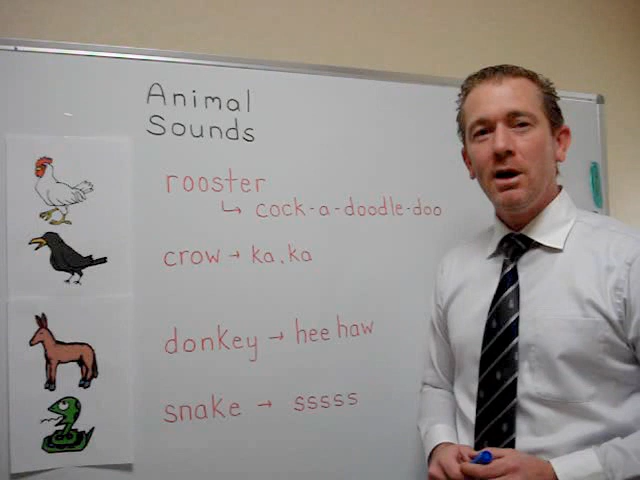 Animal
Sounds
rooster
↳ cock-a-doodle-doo
crow → ka, ka
donkey → hee haw
snake → sssss